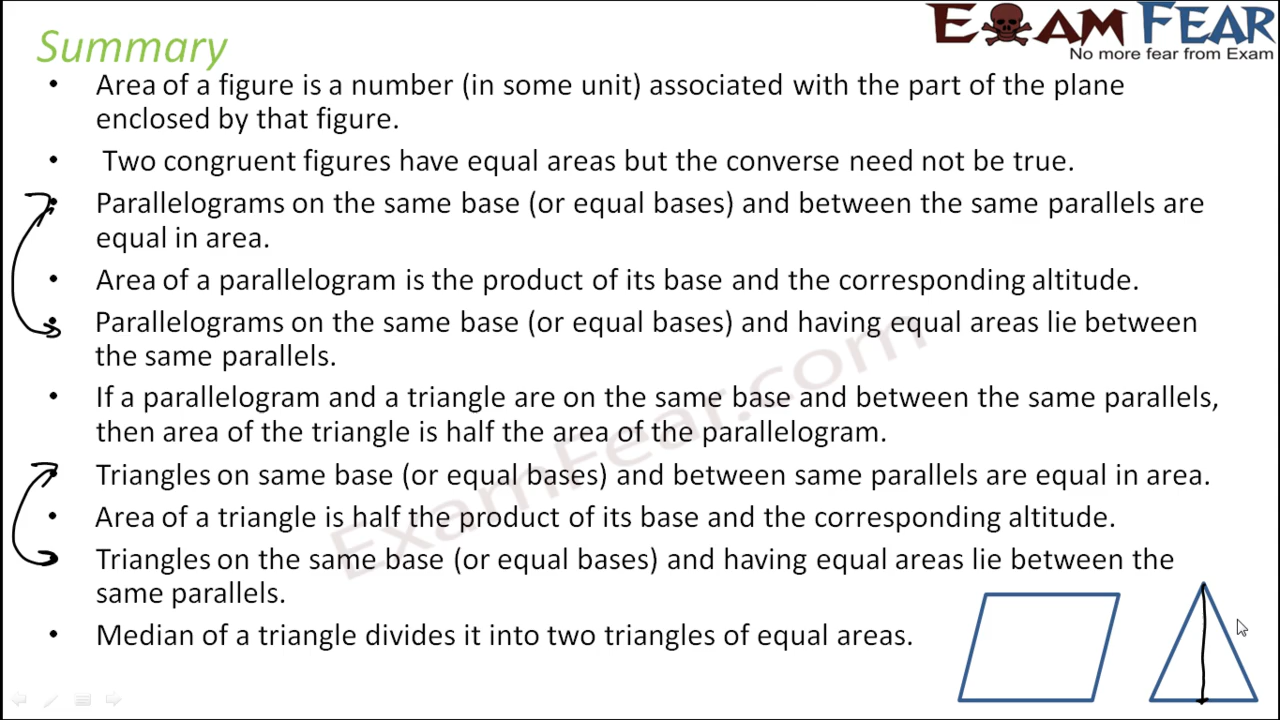 Summary
EXAM FEAR
No more fear from Exam
• Area of a figure is a number (in some unit) associated with the part of the plane
enclosed by that figure.
• Two congruent figures have equal areas but the converse need not be true.
• Parallelograms on the same base (or equal bases) and between the same parallels are
equal in area.
• Area of a parallelogram is the product of its base and the corresponding altitude.
• Parallelograms on the same base (or equal bases) and having equal areas lie between
the same parallels.
• If a parallelogram and a triangle are on the same base and between the same parallels,
then area of the triangle is half the area of the parallelogram.
• Triangles on same base (or equal bases) and between same parallels are equal in area.
• Area of a triangle is half the product of its base and the corresponding altitude.
• Triangles on the same base (or equal bases) and having equal areas lie between the
same parallels.
• Median of a triangle divides it into two triangles of equal areas.
ExamFear.com